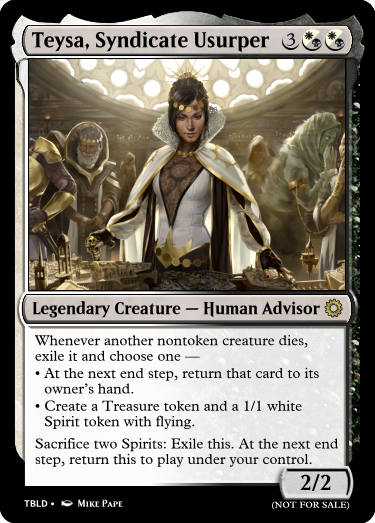 Teysa, Syndicate Usurper 3
Legendary Creature — Human Advisor
Whenever another nontoken creature dies,
exile it and choose one —
• At the next end step, return that card to its
owner's hand.
• Create a Treasure token and a 1/1 white
Spirit token with flying.
Sacrifice two Spirits: Exile this. At the next end
step, return this to play under your control.
2/2
TBLD • Mike Pape
(NOT FOR SALE)